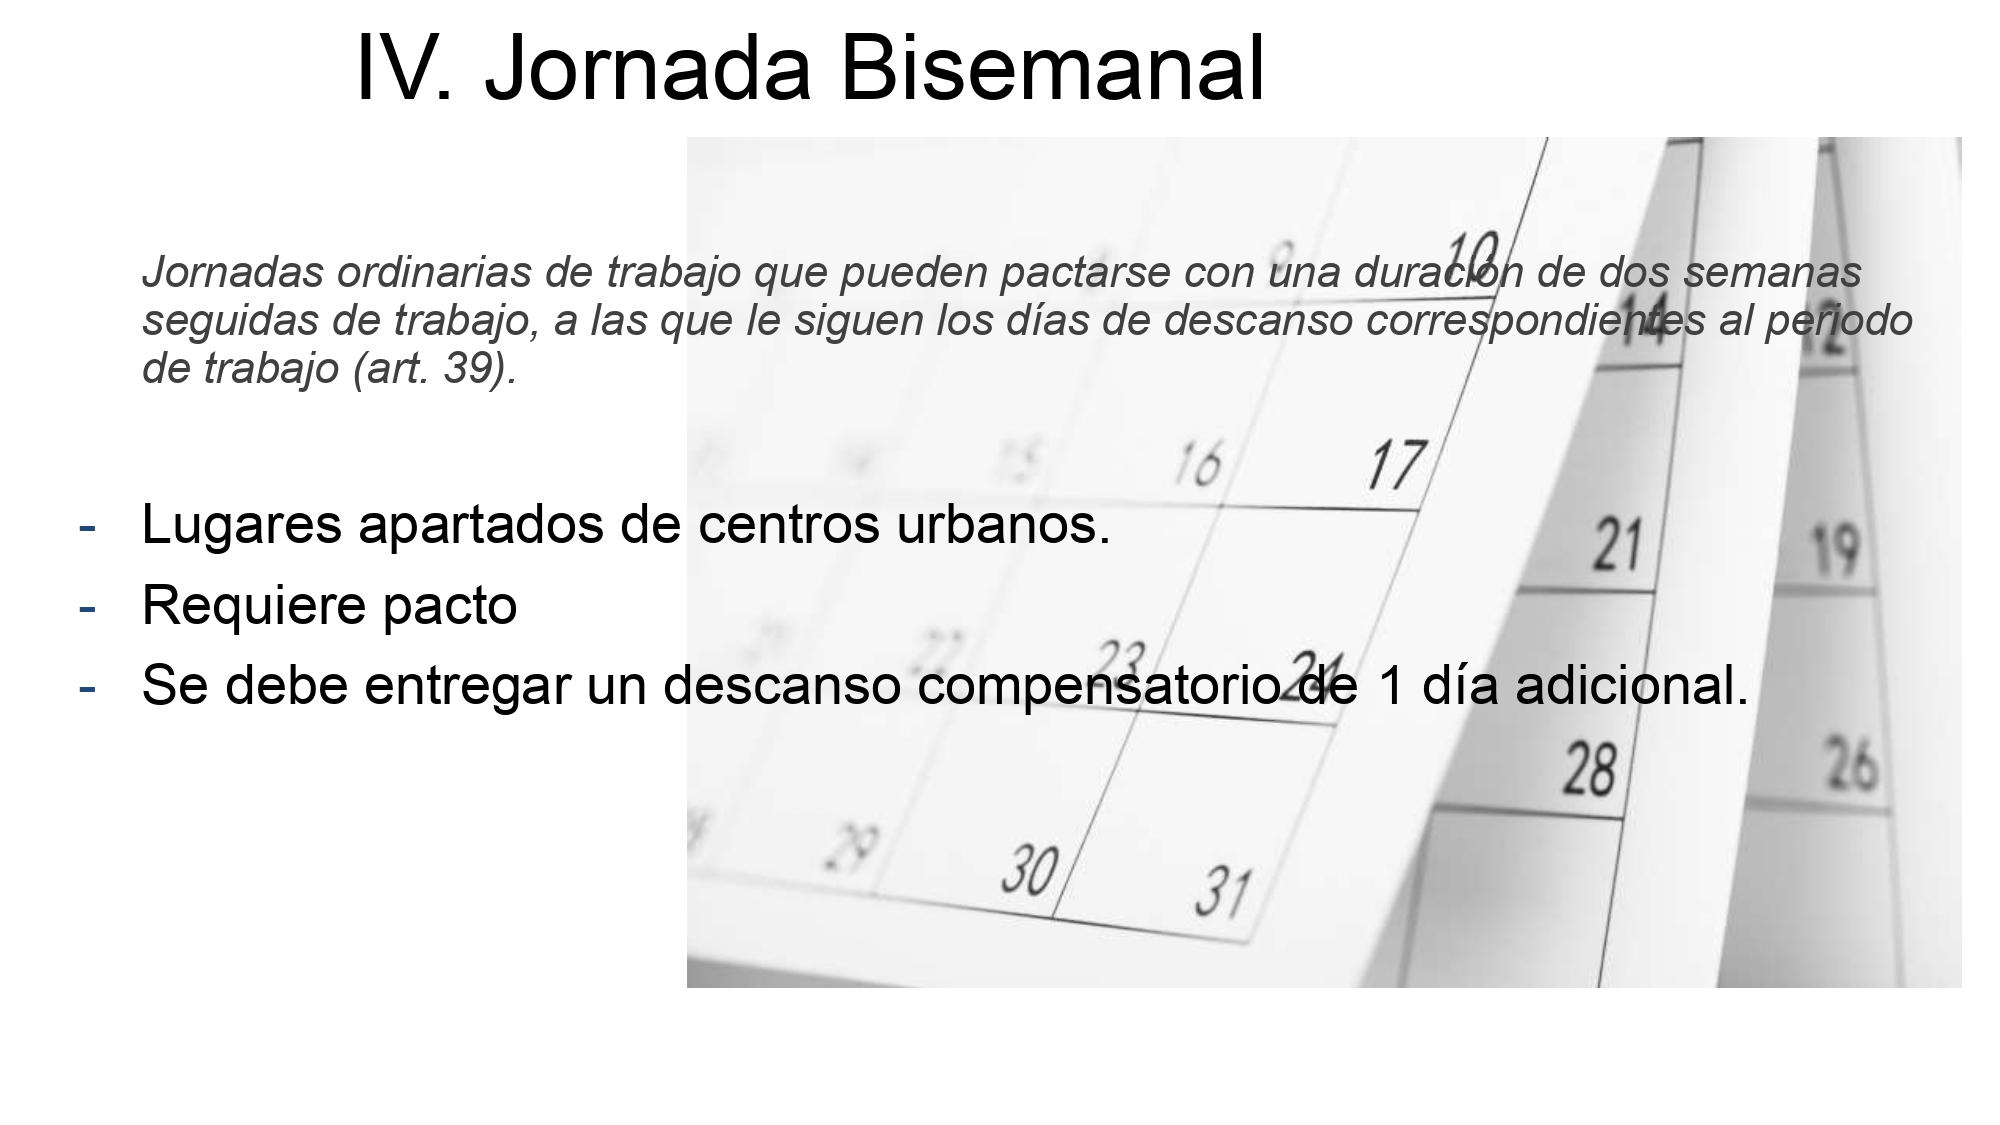 IV. Jornada Bisemanal
Jornadas ordinarias de trabajo que pueden pactarse con una duración de dos semanas
seguidas de trabajo, a las que le siguen los días de descanso correspondientes al periodo
de trabajo (art. 39).
- Lugares apartados de centros urbanos.
- Requiere pacto
- Se debe entregar un descanso compensatorio de 1 día adicional.
9 10
14 12
15 16 17
21 19
22 23 24
28 26
29 30 31